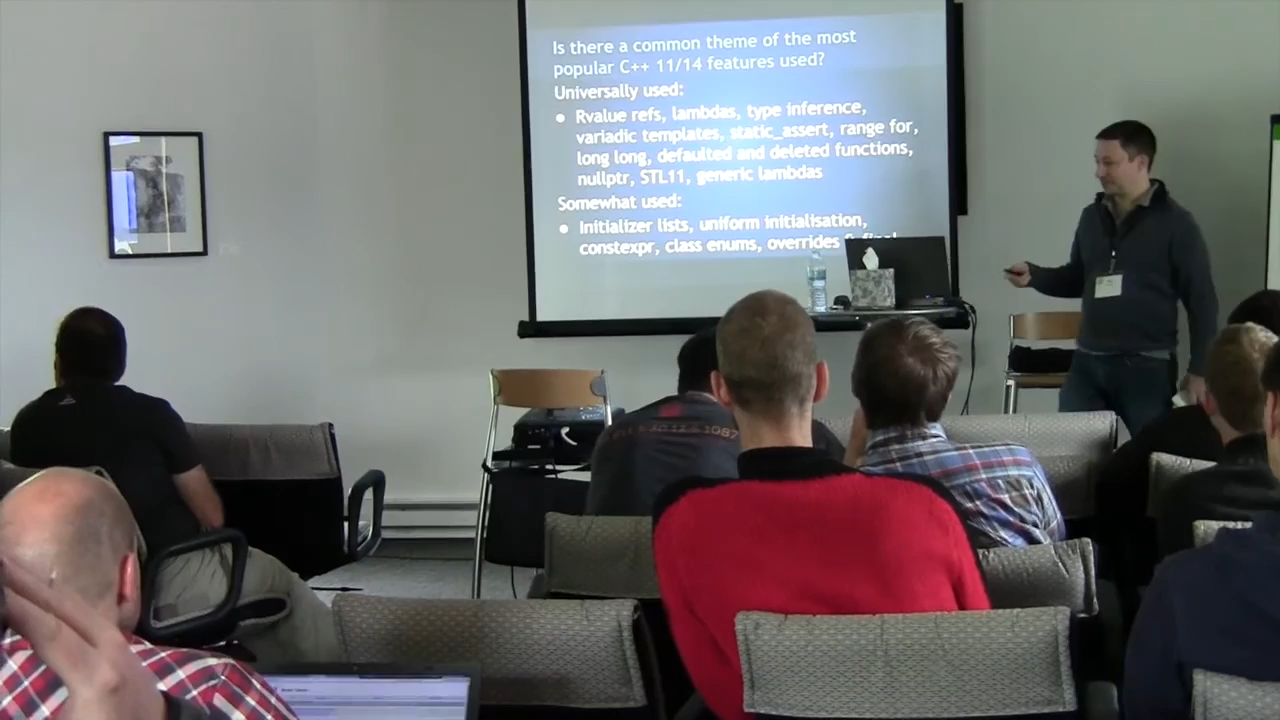 Is there a common theme of the most
popular C++ 11/14 features used?
Universally used:
• Rvalue refs, lambdas, type inference,
variadic templates, static_assert, range for,
long long, defaulted and deleted functions,
nullptr, STL11, generic lambdas
Somewhat used:
• Initializer lists, uniform initialisation,
constexpr, class enums, overrides & final